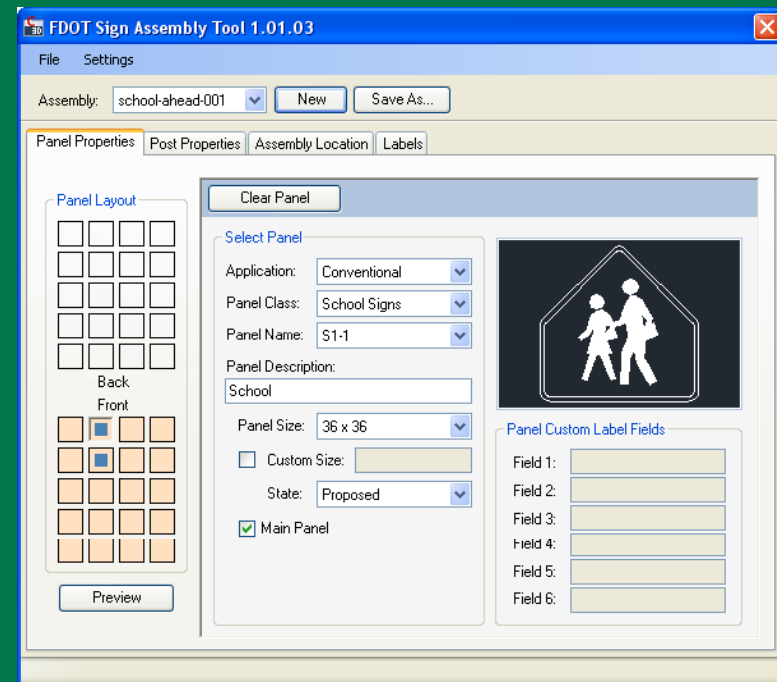 FDOT Sign Assembly Tool 1.01.03
File Settings
Assembly: school-ahead-001 New Save As...
Panel Properties Post Properties Assembly Location Labels
Panel Layout
Clear Panel
Select Panel
Application: Conventional
Panel Class: School Signs
Panel Name: S1-1
Panel Description:
School
Back
Front
Panel Size: 36 x 36
Custom Size:
State: Proposed
Main Panel
Preview
Panel Custom Label Fields
Field 1:
Field 2:
Field 3:
Field 4:
Field 5:
Field 6: